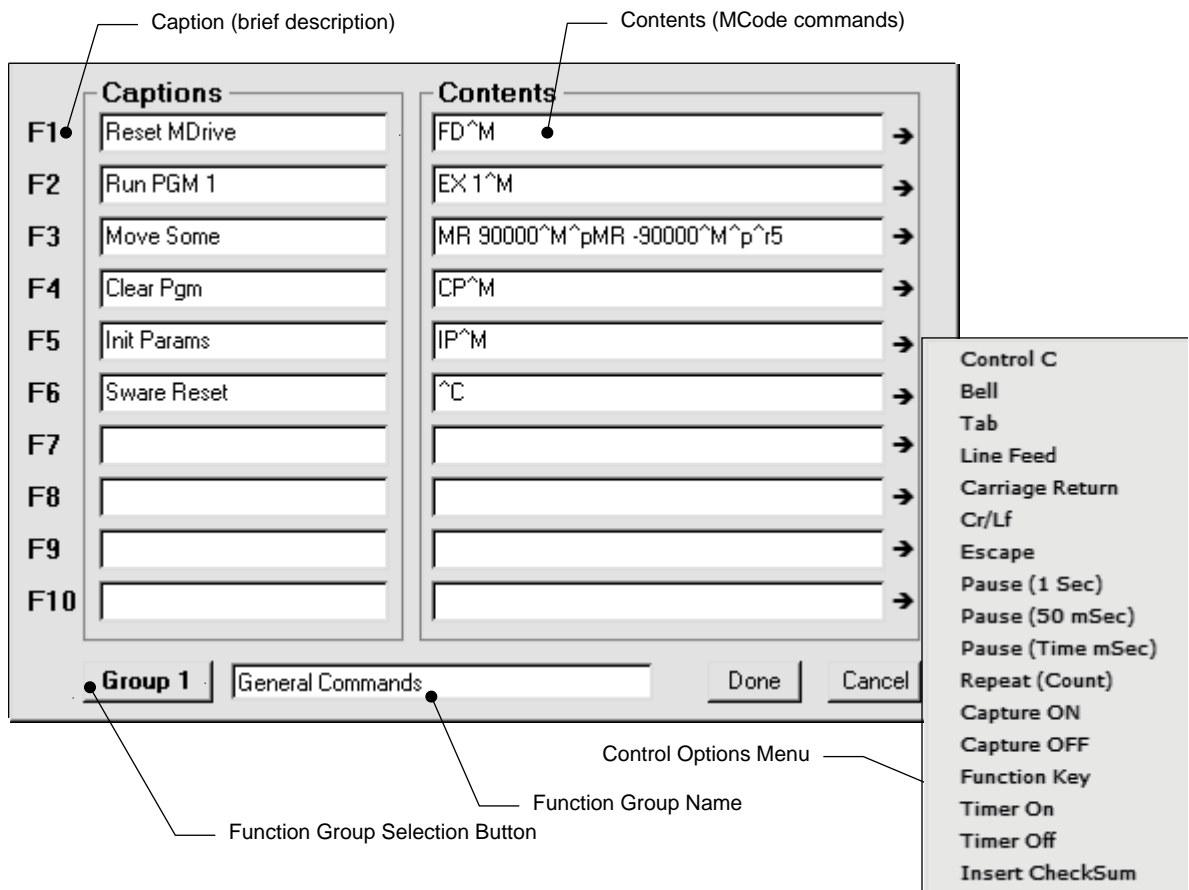 Caption (brief description)
Contents (MCode commands)
Captions
Contents
F1
Reset MDrive
FD^M
F2
Run PGM 1
EX 1^M
F3
Move Some
MR 90000^M^pMR -90000^M^p^r5
F4
Clear Pgm
CP^M
F5
Init Params
IP^M
F6
Sware Reset
^C
F7
F8
F9
F10
Group 1
General Commands
Done
Cancel
Control C
Bell
Tab
Line Feed
Carriage Return
Cr/Lf
Escape
Pause (1 Sec)
Pause (50 mSec)
Pause (Time mSec)
Repeat (Count)
Capture ON
Capture OFF
Function Key
Timer On
Timer Off
Insert CheckSum
Control Options Menu
Function Group Name
Function Group Selection Button